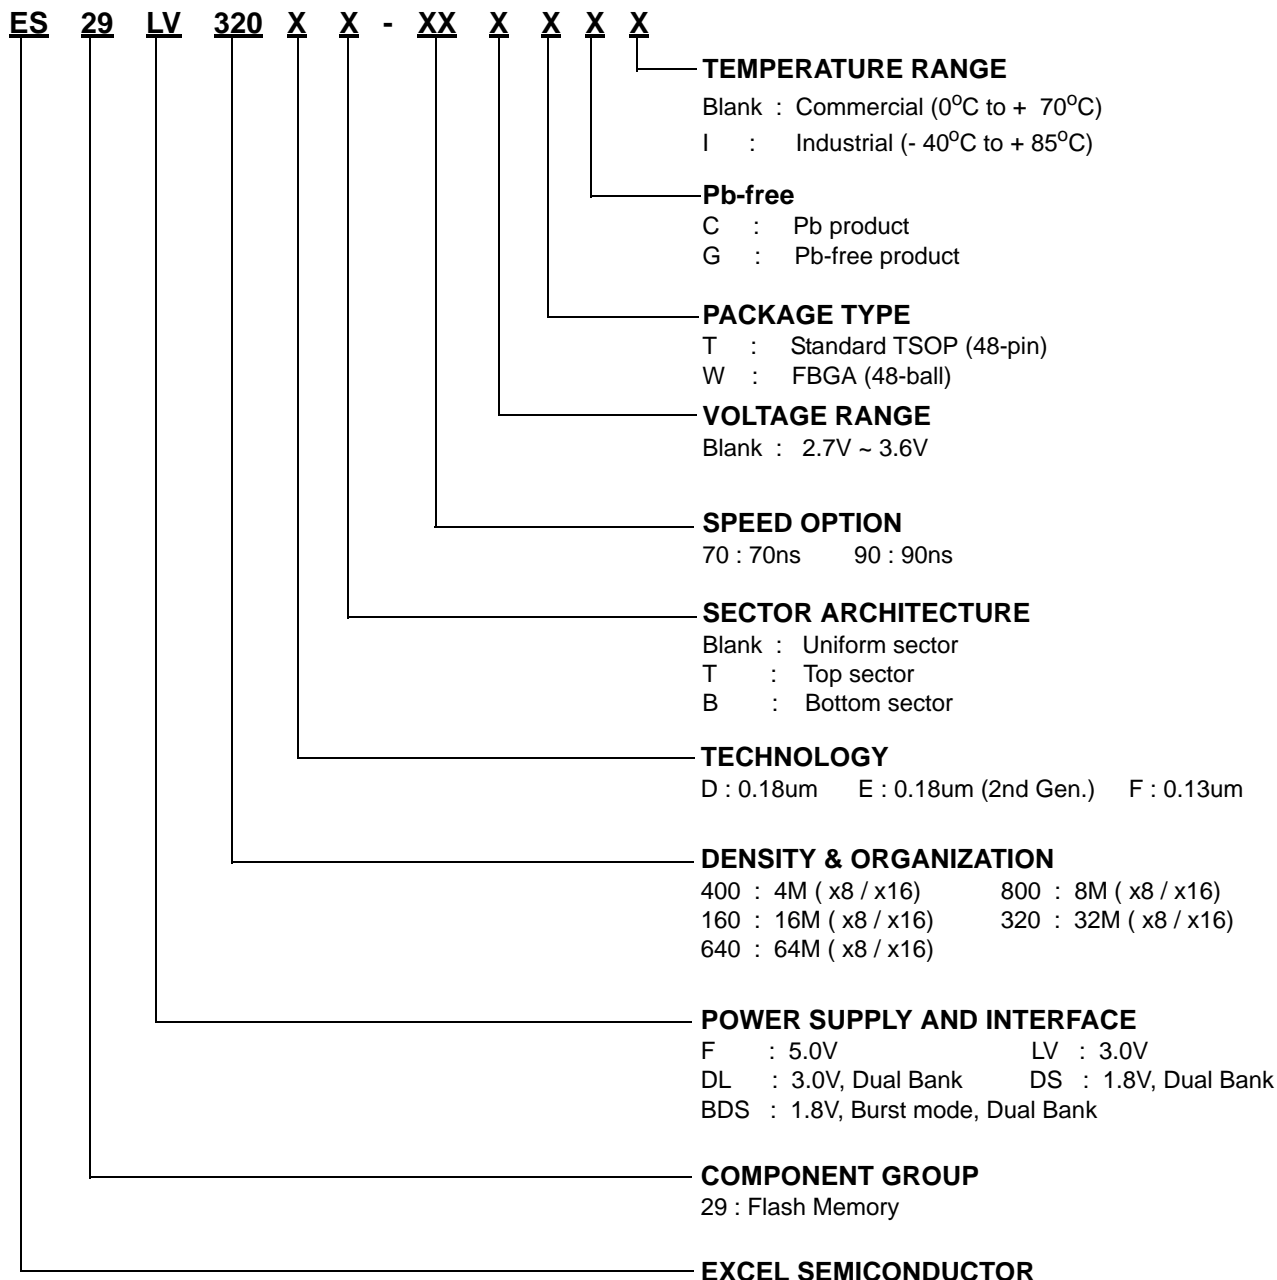 ES 29 LV 320 X X - XX X X X X
TEMPERATURE RANGE
Blank : Commercial (0°C to + 70°C)
I : Industrial (- 40°C to + 85°C)
Pb-free
C : Pb product
G : Pb-free product
PACKAGE TYPE
T : Standard TSOP (48-pin)
W : FBGA (48-ball)
VOLTAGE RANGE
Blank : 2.7V ~ 3.6V
SPEED OPTION
70 : 70ns 90 : 90ns
SECTOR ARCHITECTURE
Blank : Uniform sector
T : Top sector
B : Bottom sector
TECHNOLOGY
D : 0.18um E : 0.18um (2nd Gen.) F : 0.13um
DENSITY & ORGANIZATION
400 : 4M ( x8 / x16) 800 : 8M ( x8 / x16)
160 : 16M ( x8 / x16) 320 : 32M ( x8 / x16)
640 : 64M ( x8 / x16)
POWER SUPPLY AND INTERFACE
F : 5.0V LV : 3.0V
DL : 3.0V, Dual Bank DS : 1.8V, Dual Bank
BDS : 1.8V, Burst mode, Dual Bank
COMPONENT GROUP
29 : Flash Memory
EXCEL SEMICONDUCTOR